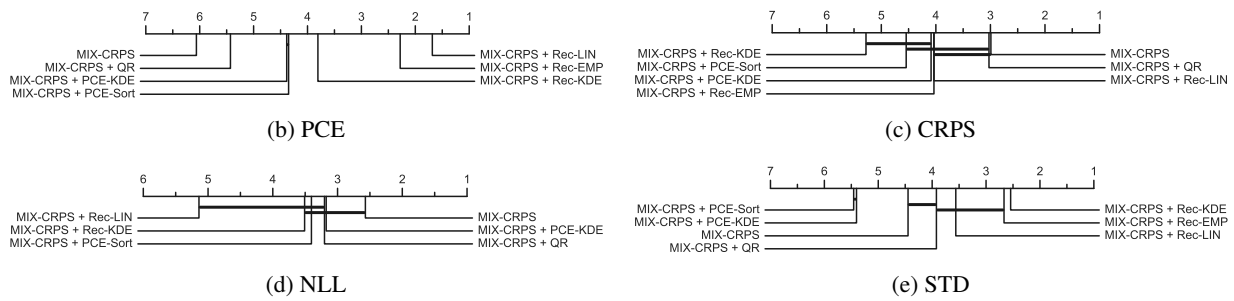 7 6 5 4 3 2 1
MIX-CRPS
MIX-CRPS + QR
MIX-CRPS + PCE-KDE
MIX-CRPS + PCE-Sort
MIX-CRPS + Rec-LIN
MIX-CRPS + Rec-EMP
MIX-CRPS + Rec-KDE
(b) PCE
7 6 5 4 3 2 1
MIX-CRPS + Rec-KDE
MIX-CRPS + PCE-Sort
MIX-CRPS + PCE-KDE
MIX-CRPS + Rec-EMP
MIX-CRPS
MIX-CRPS + QR
MIX-CRPS + Rec-LIN
(c) CRPS
6 5 4 3 2 1
MIX-CRPS + Rec-LIN
MIX-CRPS + Rec-KDE
MIX-CRPS + PCE-Sort
MIX-CRPS
MIX-CRPS + PCE-KDE
MIX-CRPS + QR
(d) NLL
7 6 5 4 3 2 1
MIX-CRPS + PCE-Sort
MIX-CRPS + PCE-KDE
MIX-CRPS
MIX-CRPS + QR
MIX-CRPS + Rec-KDE
MIX-CRPS + Rec-EMP
MIX-CRPS + Rec-LIN
(e) STD